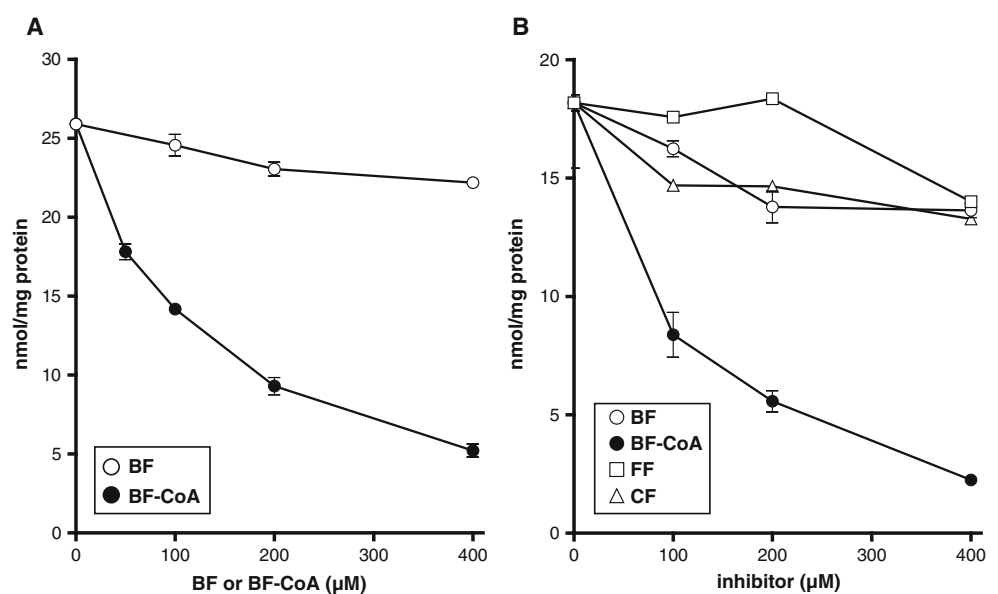 A
30
25
20
15
10
5
0
nmol/mg protein
BF
BF-CoA
0 100 200 300 400
BF or BF-CoA (µM)
B
20
15
10
5
0
nmol/mg protein
BF
BF-CoA
FF
CF
0 100 200 300 400
inhibitor (µM)